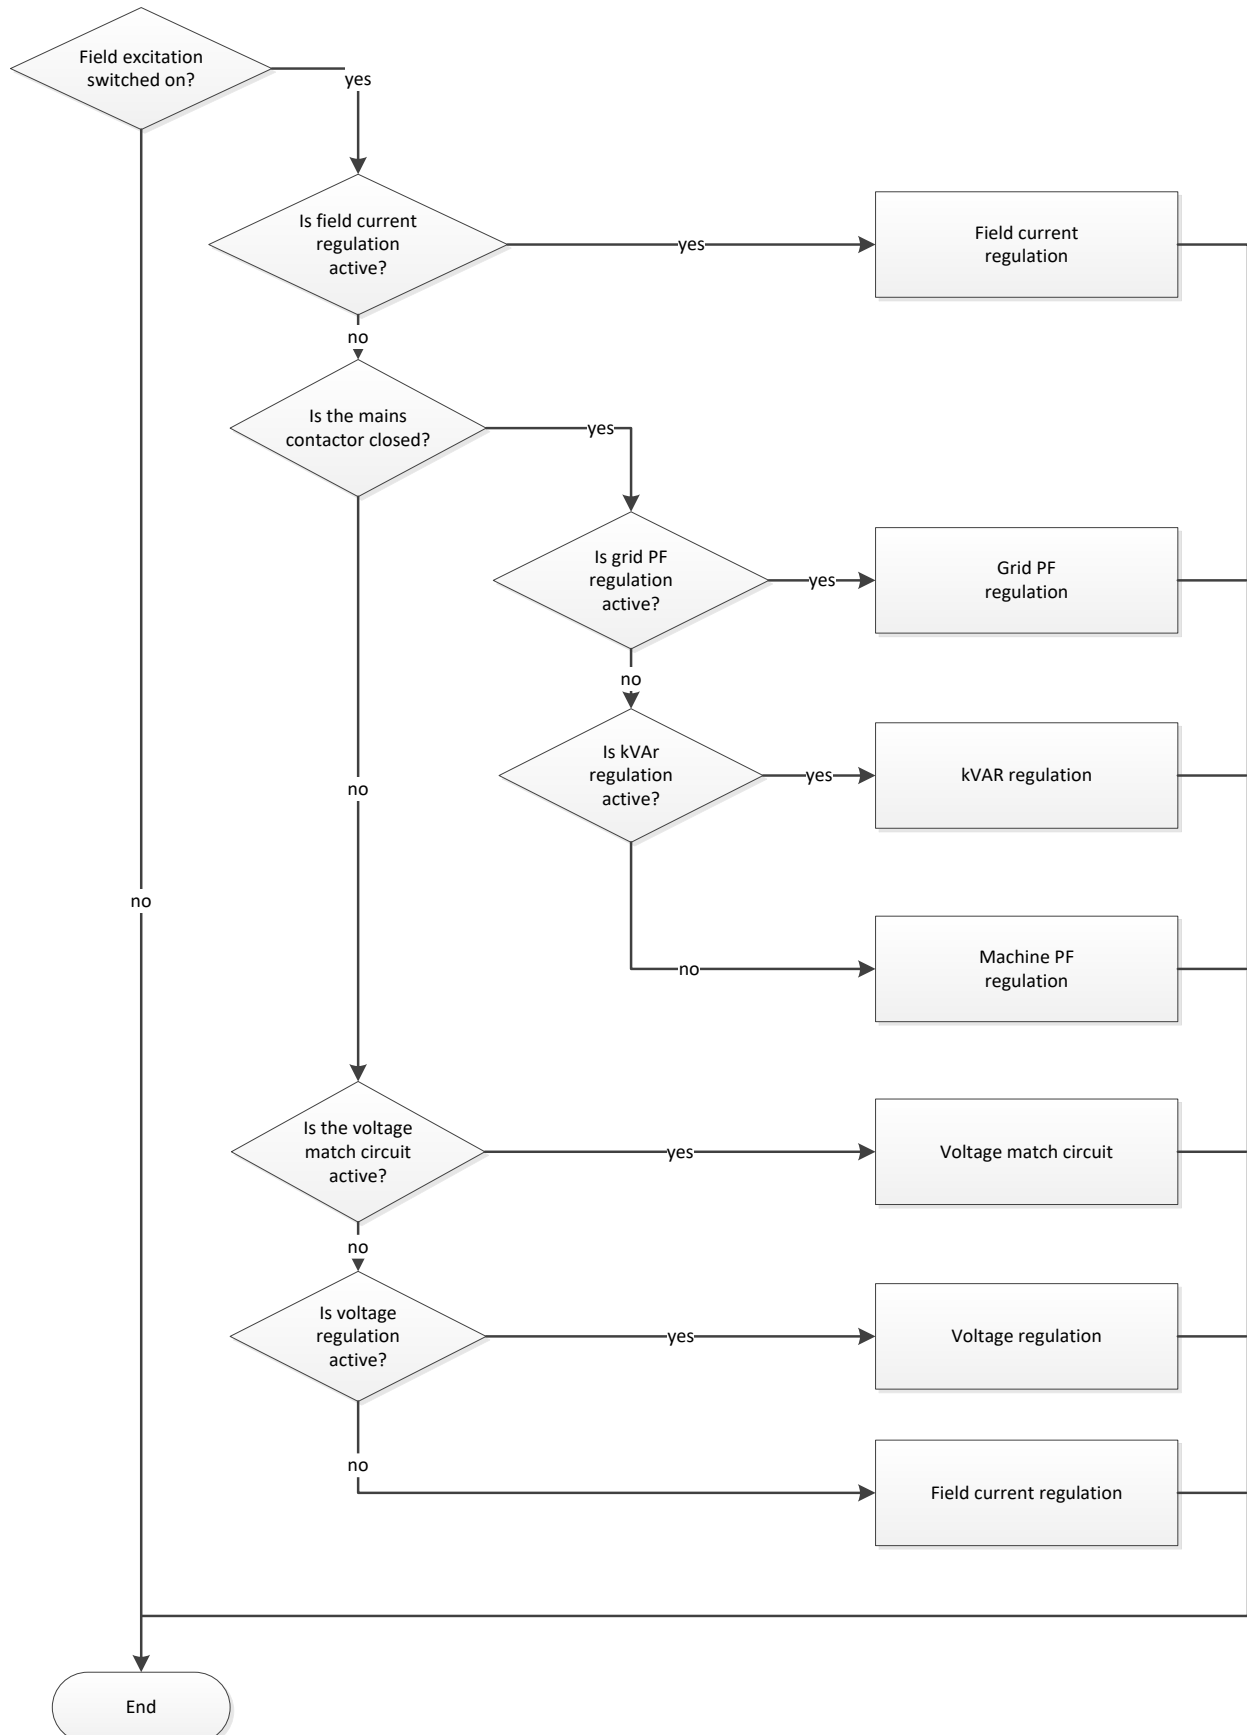 Field excitation
switched on?
yes
Is field current
regulation
active?
yes
Field current
regulation
no
Is the mains
contactor closed?
yes
Is grid PF
regulation
active?
yes
Grid PF
regulation
no
Is kVAr
regulation
active?
yes
kVAR regulation
no
no
no
Machine PF
regulation
Is the voltage
match circuit
active?
yes
Voltage match circuit
no
Is voltage
regulation
active?
yes
Voltage regulation
no
Field current regulation
End